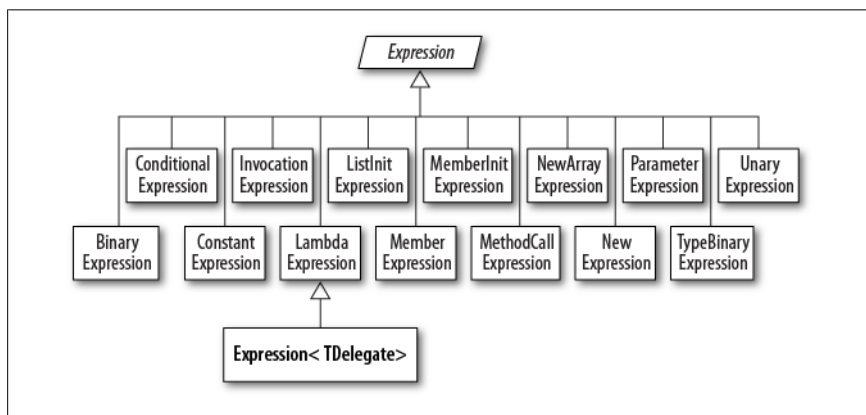 Expression
Conditional
Expression
Invocation
Expression
ListInit
Expression
MemberInit
Expression
NewArray
Expression
Parameter
Expression
Unary
Expression
Binary
Expression
Constant
Expression
Lambda
Expression
Member
Expression
MethodCall
Expression
New
Expression
TypeBinary
Expression
Expression< TDelegate>